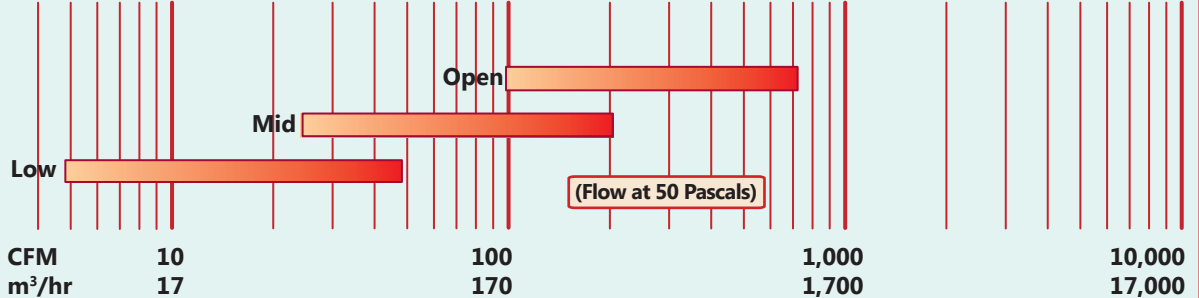 Open
Mid
Low
(Flow at 50 Pascals)
CFM 10 100 1,000 10,000
m³/hr 17 170 1,700 17,000